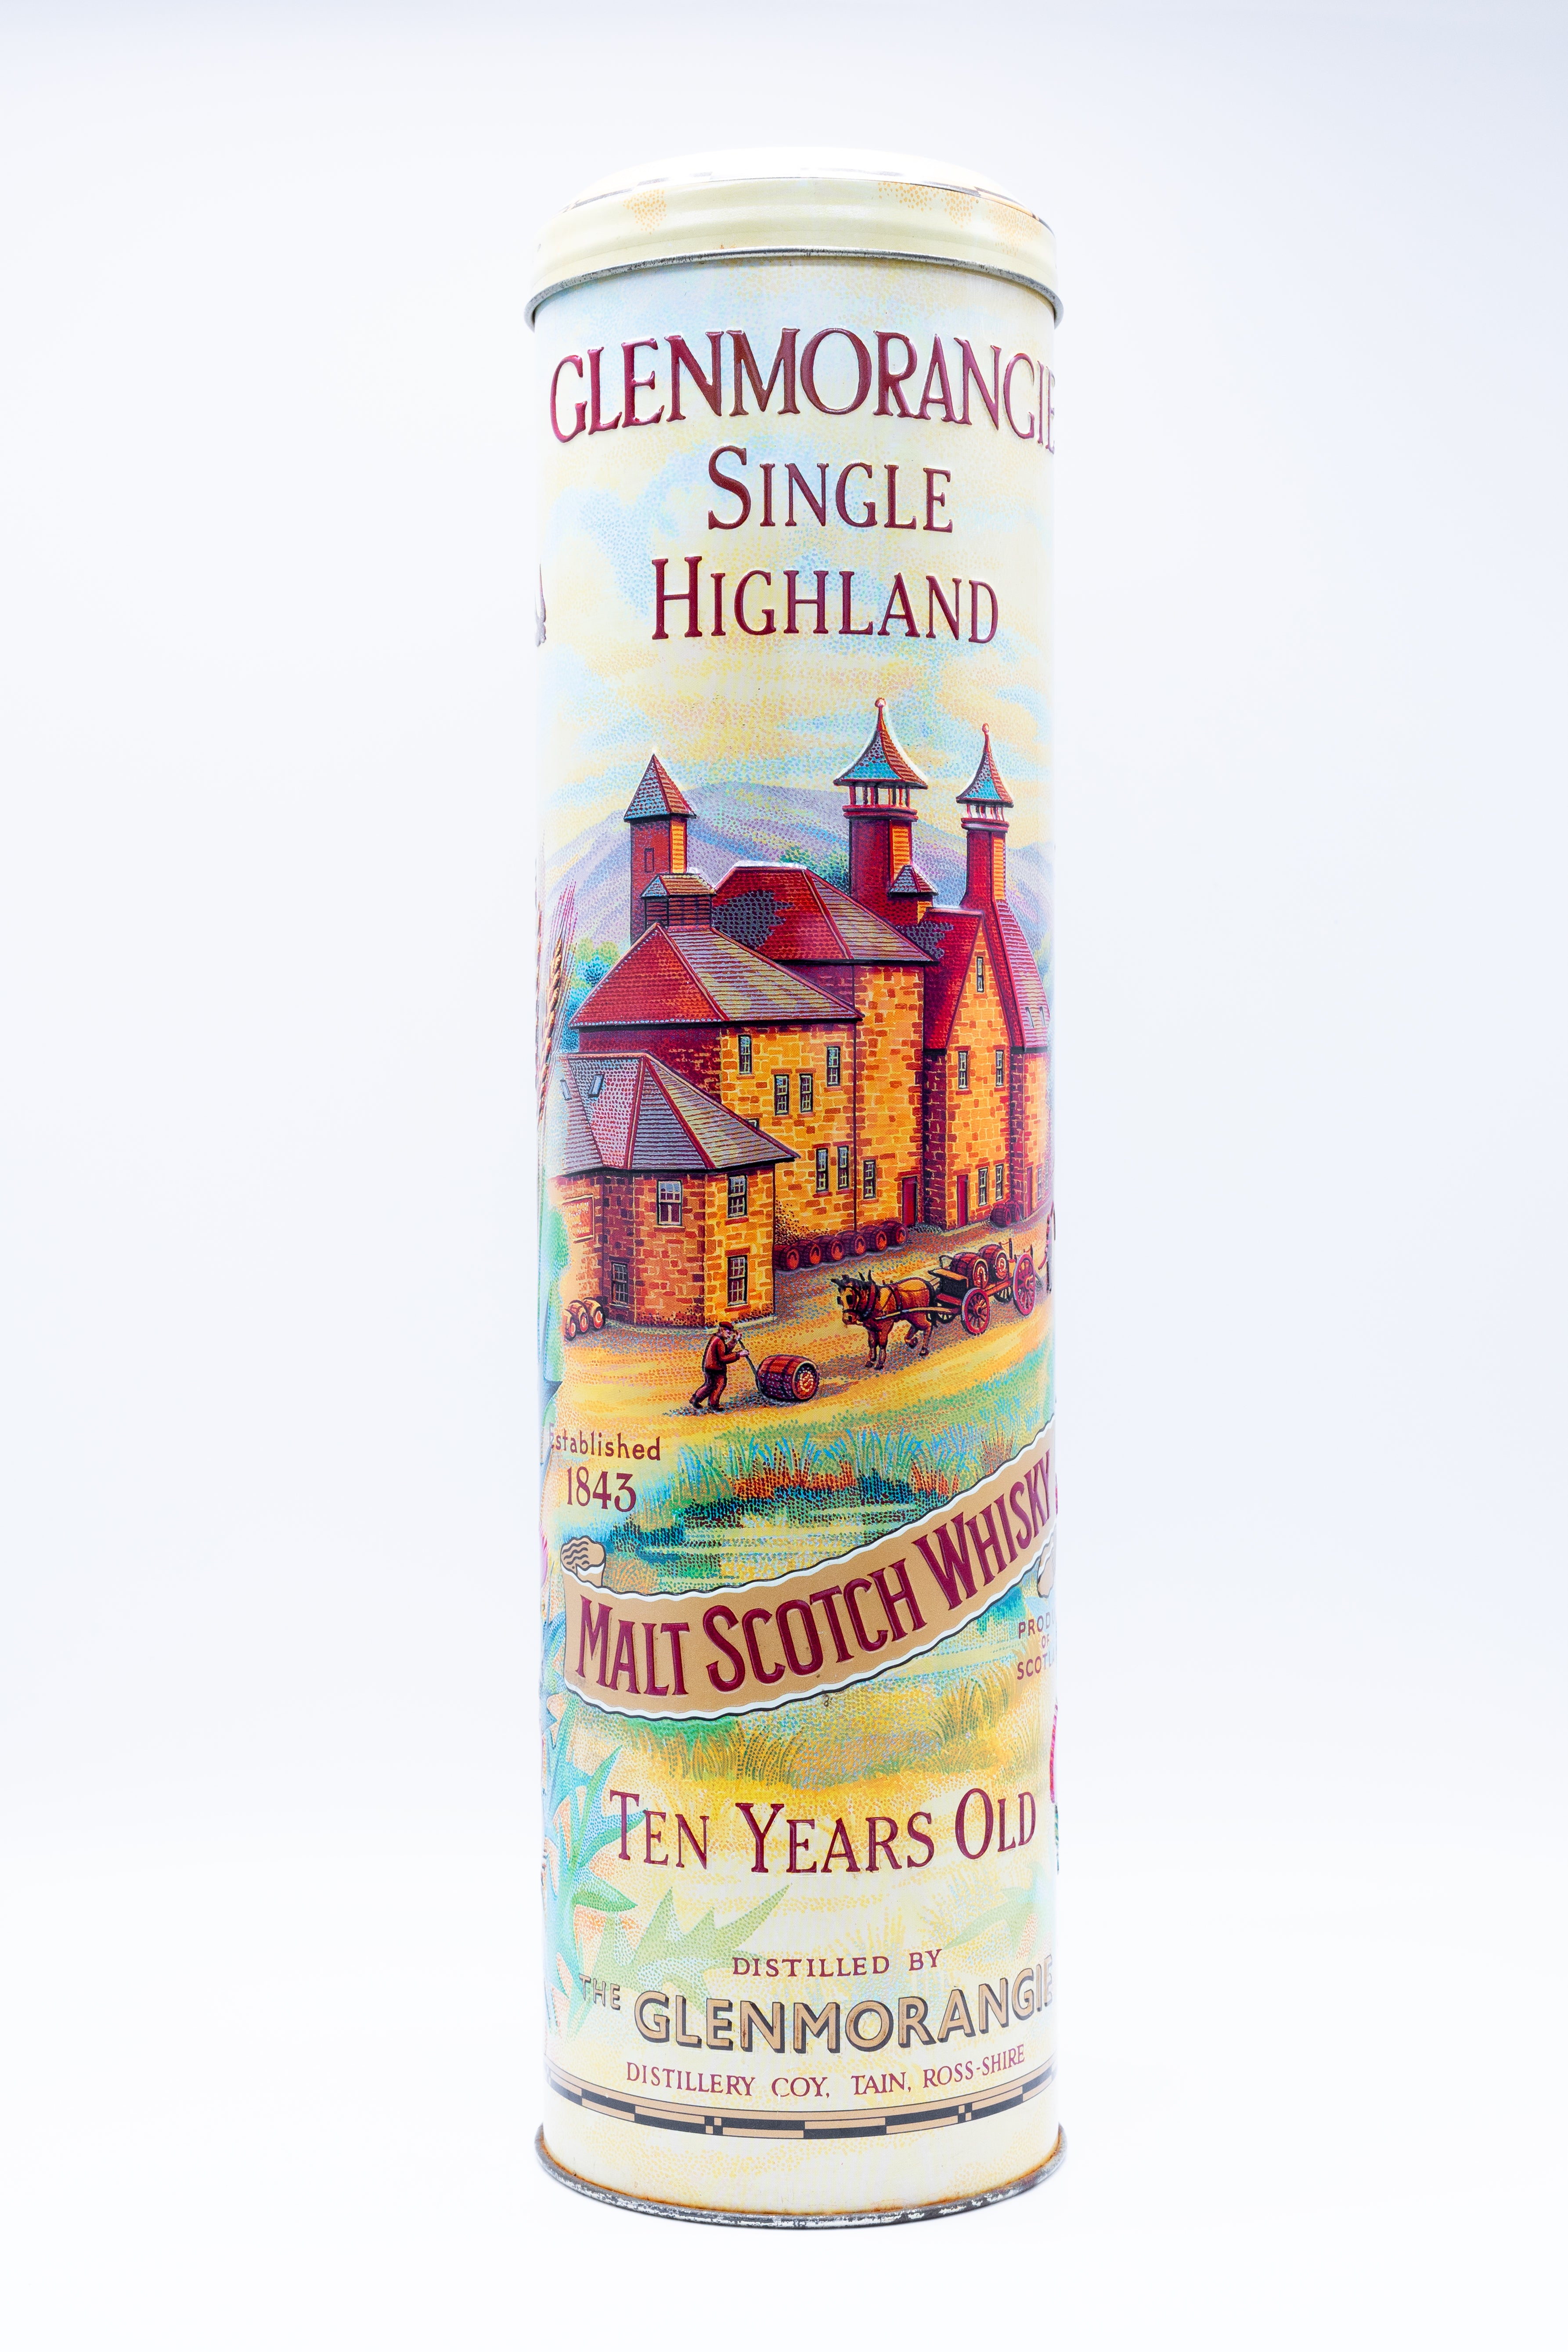 GLENMORANGIE
SINGLE
HIGHLAND
Established
1843
MALT SCOTCH WHISKY
OF
TEN YEARS OLD
DISTILLED BY
THE GLENMORANGIE
DISTILLERY COY, TAIN, ROSS-SHIRE